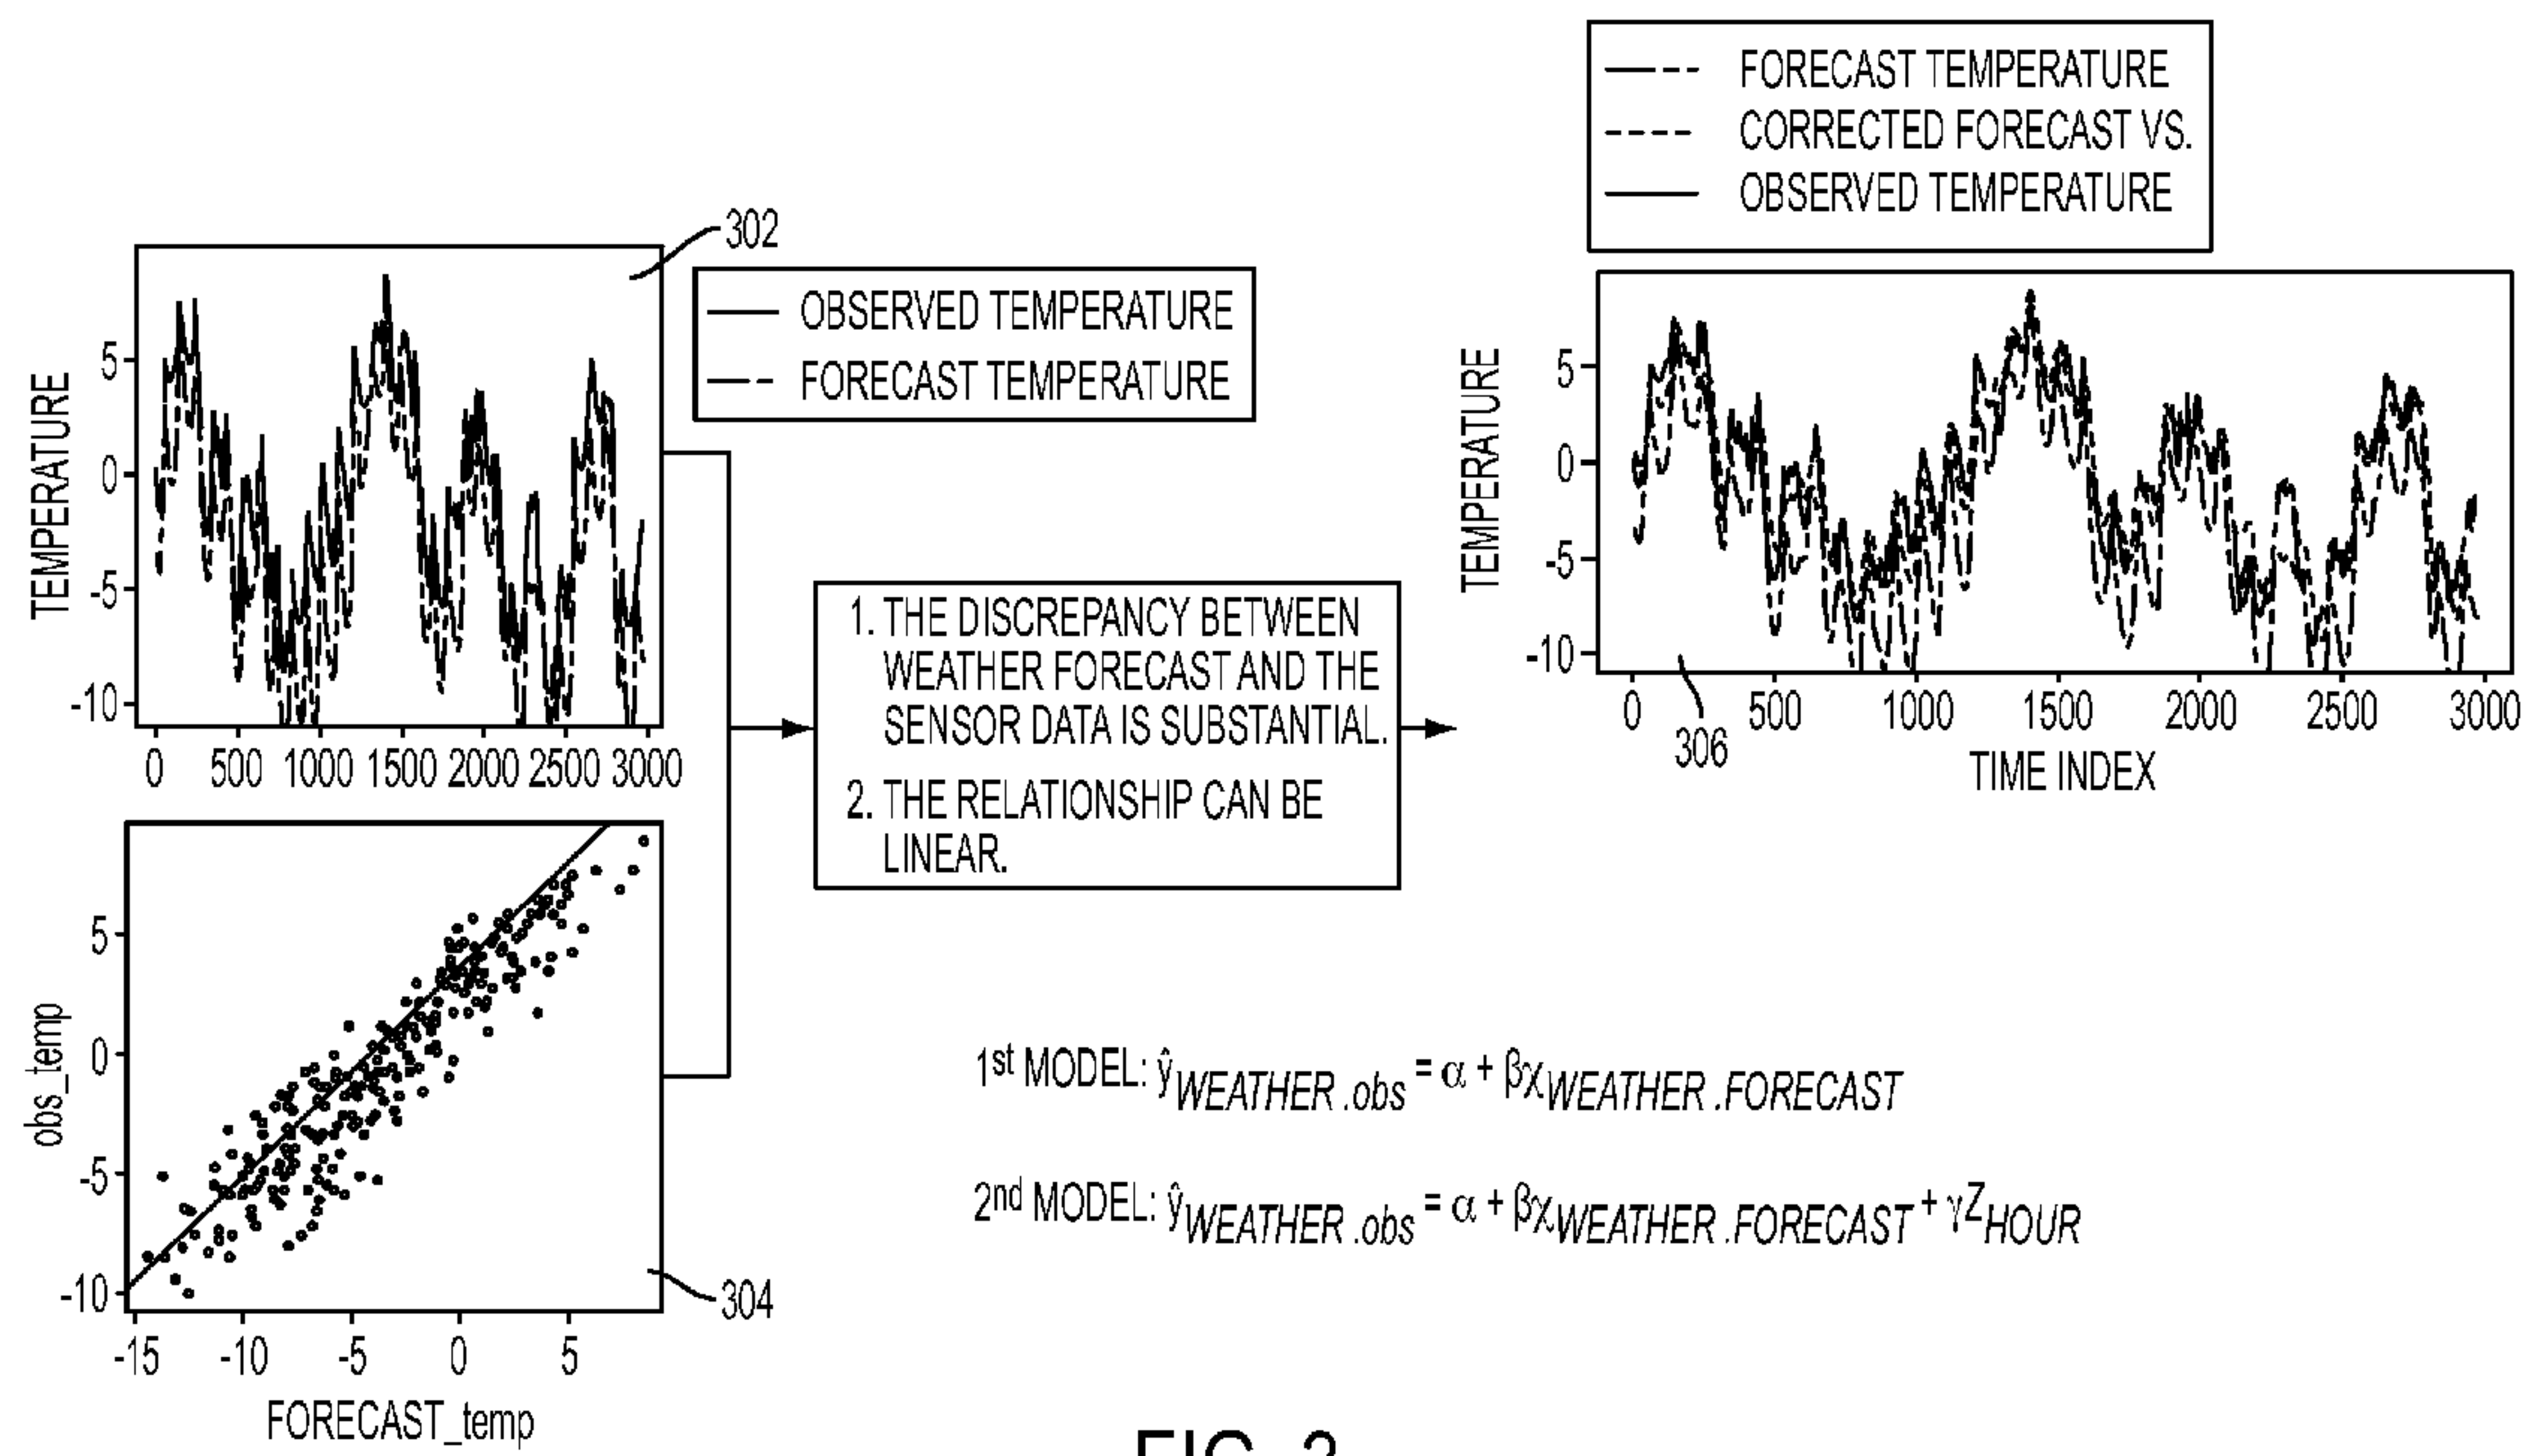 FORECAST TEMPERATURE
CORRECTED FORECAST VS.
OBSERVED TEMPERATURE
302
OBSERVED TEMPERATURE
FORECAST TEMPERATURE
TEMPERATURE
5
0
-5
-10
0 500 1000 1500 2000 2500 3000
1. THE DISCREPANCY BETWEEN
WEATHER FORECAST AND THE
SENSOR DATA IS SUBSTANTIAL.
2. THE RELATIONSHIP CAN BE
LINEAR.
TEMPERATURE
5
0
-5
-10
0 500 1000 1500 2000 2500 3000
306
TIME INDEX
obs_temp
5
0
-5
-10
-15 -10 -5 0 5
FORECAST_temp
304
1st MODEL: ŷWEATHER.obs = α + βχWEATHER.FORECAST
2nd MODEL: ŷWEATHER.obs = α + βχWEATHER.FORECAST + γZHOUR